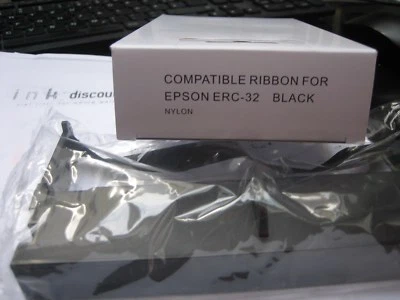 COMPATIBLE RIBBON FOR
EPSON ERC-32 BLACK
NYLON
ink discou